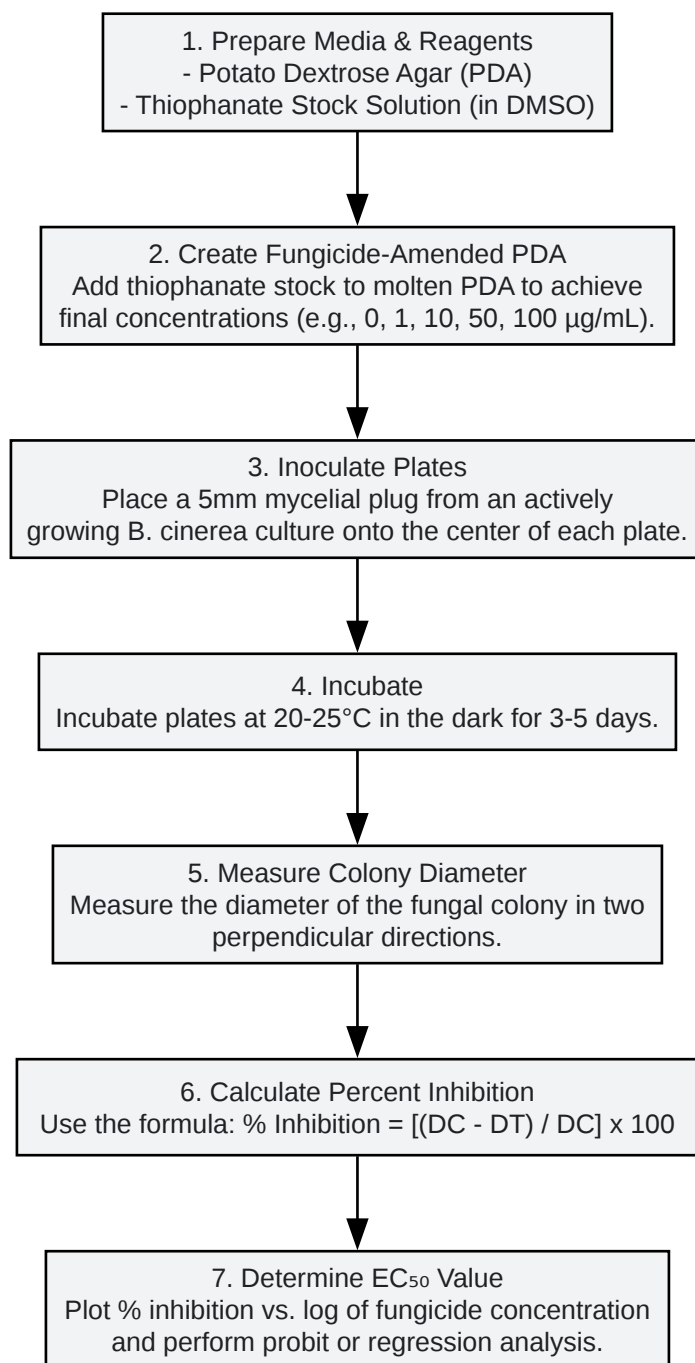 1. Prepare Media & Reagents
- Potato Dextrose Agar (PDA)
- Thiophanate Stock Solution (in DMSO)
2. Create Fungicide-Amended PDA
Add thiophanate stock to molten PDA to achieve
final concentrations (e.g., 0, 1, 10, 50, 100 µg/mL).
3. Inoculate Plates
Place a 5mm mycelial plug from an actively
growing B. cinerea culture onto the center of each plate.
4. Incubate
Incubate plates at 20-25°C in the dark for 3-5 days.
5. Measure Colony Diameter
Measure the diameter of the fungal colony in two
perpendicular directions.
6. Calculate Percent Inhibition
Use the formula: % Inhibition = [(DC - DT) / DC] x 100
7. Determine EC₅₀ Value
Plot % inhibition vs. log of fungicide concentration
and perform probit or regression analysis.